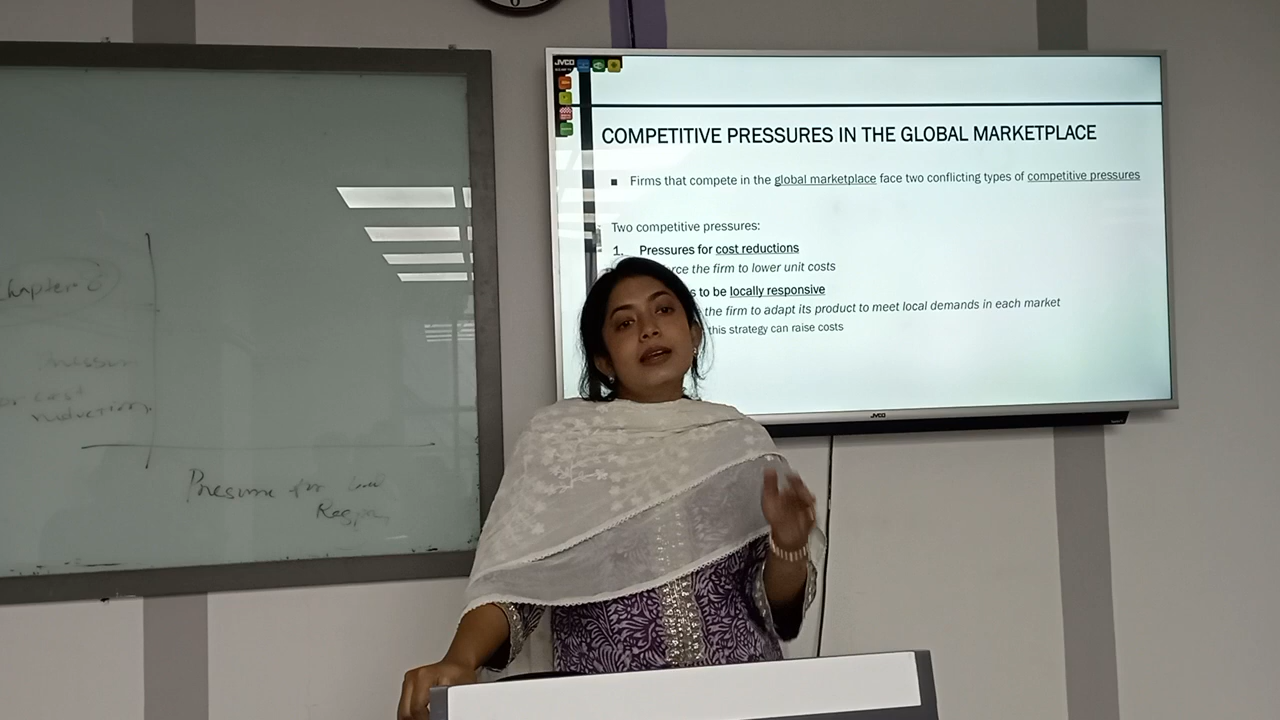 Chapter
Pressure
cost
reduction
Pressure for
JVCO
COMPETITIVE PRESSURES IN THE GLOBAL MARKETPLACE
■ Firms that compete in the global marketplace face two conflicting types of competitive pressures
Two competitive pressures:
1. Pressures for cost reductions
the firm to lower unit costs
to be locally responsive
the firm to adapt its product to meet local demands in each market
this strategy can raise costs
JVCO